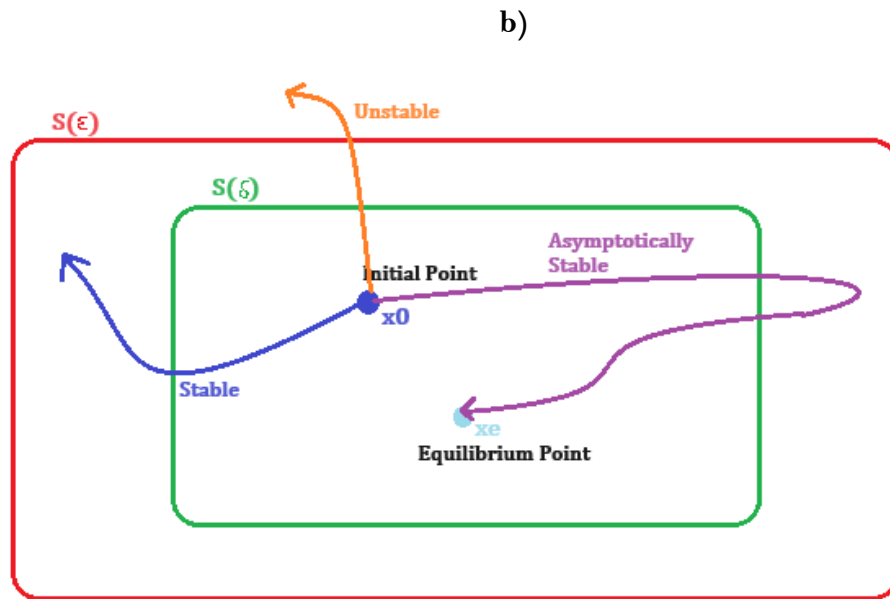 b)
Unstable
S(ε)
S(δ)
Asymptotically
Stable
Initial Point
x0
Stable
xe
Equilibrium Point